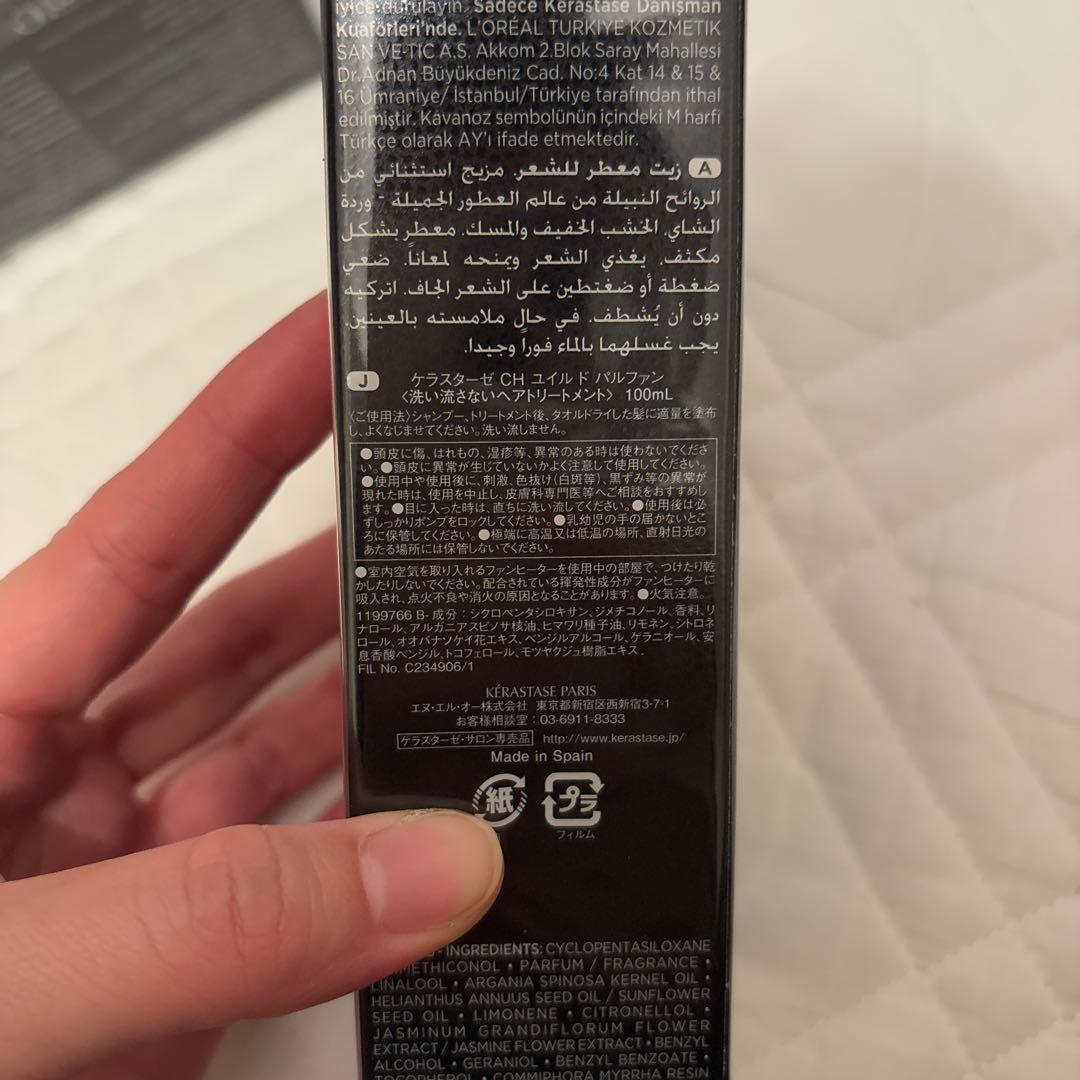 iyice durulayın. Sadece Kérastase Danışman
Kuaförleri'nde. L'ORÉAL TURKIYE KOZMETIK
SAN VE TIC A.S. Akkom 2.Blok Saray Mahallesi
Dr.Adnan Büyükdeniz Cad. No:4 Kat 14 & 15 &
16 Ümraniye/ Istanbul/Türkiye tarafından ithal
edilmiştir. Kavanoz sembolünün içindeki M harfi
Türkçe olarak AY'ı ifade etmektedir.
A زيت معطر للشعر. مزيج استثنائي من
الروائح النبيلة من عالم العطور الجميلة - وردة
الشاي. الخشب الخفيف والمسك. معطر بشكل
مكثف. يغذي الشعر ويمنحه لمعاناً. ضعي
ضغطة أو ضغطتين على الشعر الجاف. اتركيه
دون أن يُشطف. في حال ملامسته بالعينين.
يجب غسلهما بالماء فوراً وجيدا.
J ケラスターゼ CH ユイルド パルファン
〈洗い流さないヘアトリートメント〉 100mL
〈ご使用法〉シャンプー、トリートメント後、タオルドライした髪に適量を塗布
し、よくなじませてください。洗い流しません。
●頭皮に傷、はれもの、湿疹等、異常のある時は使わないでくださ
い。●頭皮に異常が生じていないかよく注意して使用してください。
●使用中や使用後に、刺激、色抜け(白斑等)、黒ずみ等の異常が
現れた時は、使用を中止し、皮膚科専門医等へご相談をおすすめし
ます。●目に入った時は、直ちに洗い流してください。●使用後は必
ずしっかりポンプをロックしてください。●乳幼児の手の届かないとこ
ろに保管してください。●極端に高温又は低温の場所、直射日光の
あたる場所には保管しないでください。
●室内空気を取り入れるファンヒーターを使用中の部屋で、つけたり乾
かしたりしないでください。配合されている揮発性成分がファンヒーターに
吸入され、点火不良や消火の原因となることがあります。●火気注意。
1199766 B- 成分：シクロペンタシロキサン、ジメチコノール、香料、リ
ナロール、アルガニアスピノサ核油、ヒマワリ種子油、リモネン、シトロネ
ロール、オオバナソケイ花エキス、ベンジルアルコール、ゲラニオール、安
息香酸ベンジル、トコフェロール、モツヤクジュ樹脂エキス.
FIL No. C234906/1
KÉRASTASE PARIS
エヌ・エル・オー株式会社 東京都新宿区西新宿3-7-1
お客様相談室：03-6911-8333
ケラスターゼ・サロン専売品 http://www.kerastase.jp/
Made in Spain
紙 プラ
フィルム
INGREDIENTS: CYCLOPENTASILOXANE
METHICONOL • PARFUM / FRAGRANCE •
LINALOOL • ARGANIA SPINOSA KERNEL OIL •
HELIANTHUS ANNUUS SEED OIL / SUNFLOWER
SEED OIL • LIMONENE • CITRONELLOL •
JASMINUM GRANDIFLORUM FLOWER
EXTRACT / JASMINE FLOWER EXTRACT • BENZYL
ALCOHOL • GERANIOL • BENZYL BENZOATE •
TOCOPHEROL • COMMIPHORA MYRRHA RESIN